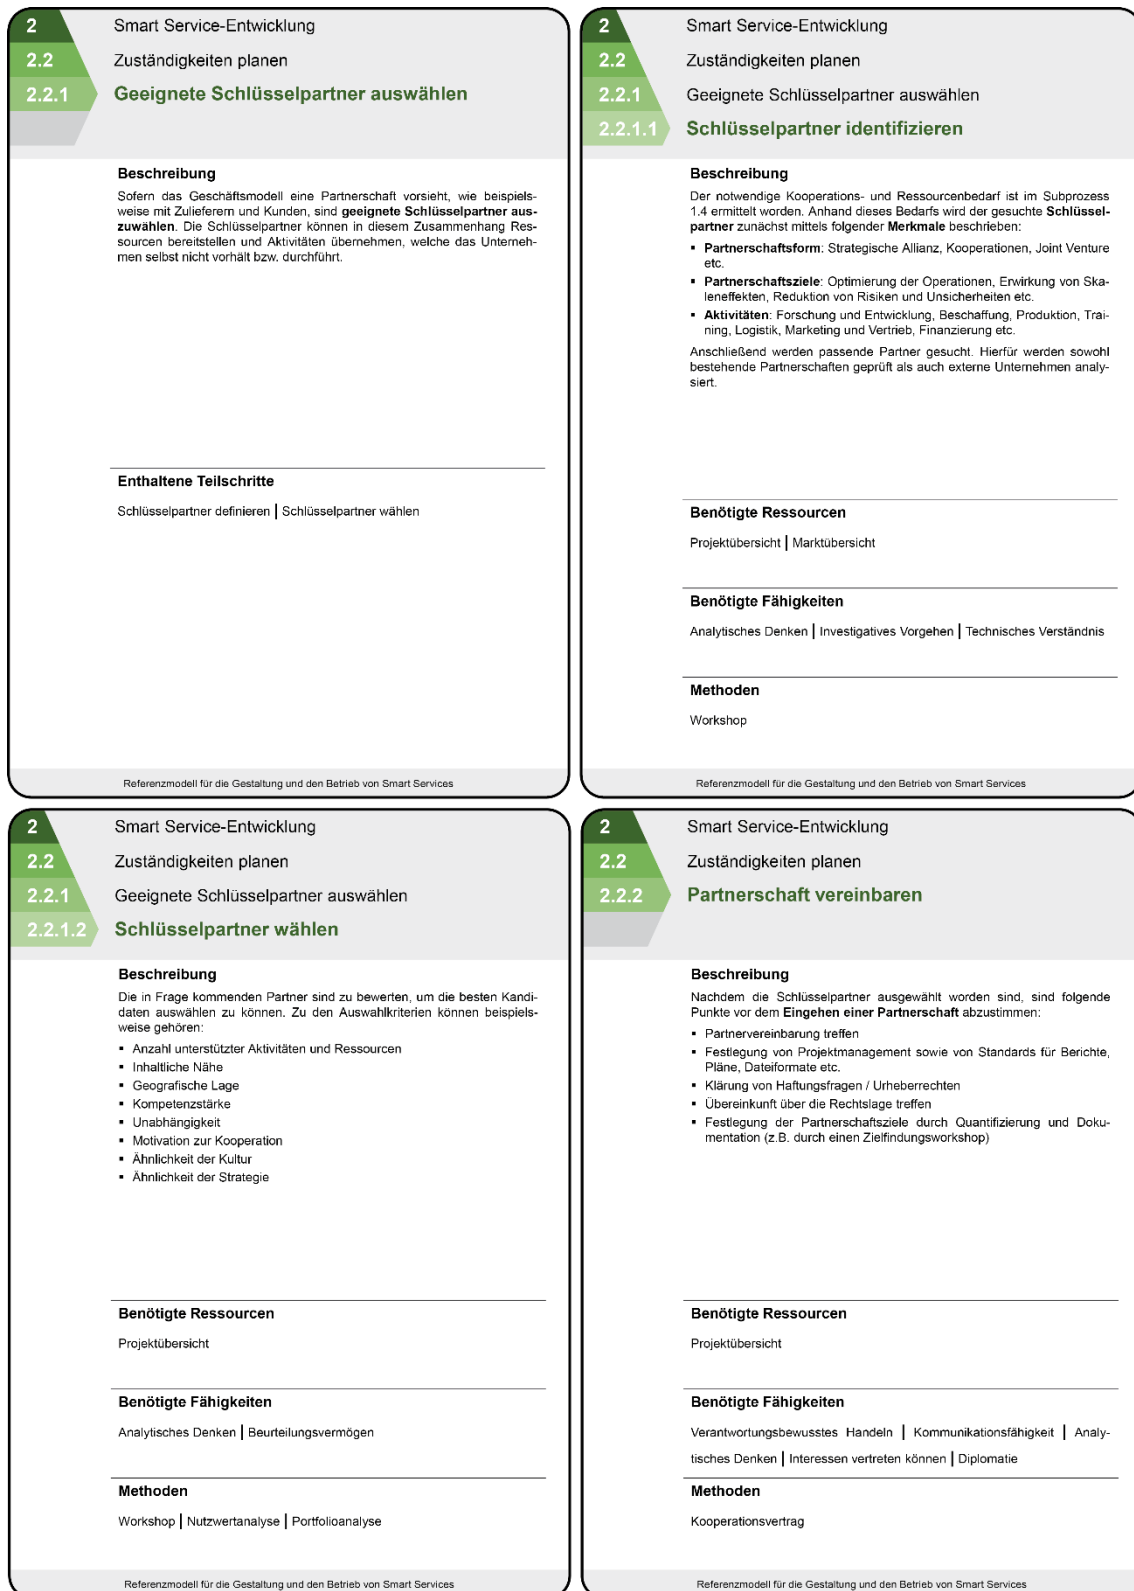 2 Smart Service-Entwicklung
2.2 Zuständigkeiten planen
2.2.1 Geeignete Schlüsselpartner auswählen
Beschreibung
Sofern das Geschäftsmodell eine Partnerschaft vorsieht, wie beispiels-
weise mit Zulieferern und Kunden, sind geeignete Schlüsselpartner aus-
zuwählen. Die Schlüsselpartner können in diesem Zusammenhang Res-
sourcen bereitstellen und Aktivitäten übernehmen, welche das Unterneh-
men selbst nicht vorhält bzw. durchführt.
Enthaltene Teilschritte
Schlüsselpartner definieren | Schlüsselpartner wählen
Referenzmodell für die Gestaltung und den Betrieb von Smart Services
2 Smart Service-Entwicklung
2.2 Zuständigkeiten planen
2.2.1 Geeignete Schlüsselpartner auswählen
2.2.1.1 Schlüsselpartner identifizieren
Beschreibung
Der notwendige Kooperations- und Ressourcenbedarf ist im Subprozess
1.4 ermittelt worden. Anhand dieses Bedarfs wird der gesuchte Schlüssel-
partner zunächst mittels folgender Merkmale beschrieben:
▪ Partnerschaftsform: Strategische Allianz, Kooperationen, Joint Venture
etc.
▪ Partnerschaftsziele: Optimierung der Operationen, Erwirkung von Ska-
leneffekten, Reduktion von Risiken und Unsicherheiten etc.
▪ Aktivitäten: Forschung und Entwicklung, Beschaffung, Produktion, Trai-
ning, Logistik, Marketing und Vertrieb, Finanzierung etc.
Anschließend werden passende Partner gesucht. Hierfür werden sowohl
bestehende Partnerschaften geprüft als auch externe Unternehmen analy-
siert.
Benötigte Ressourcen
Projektübersicht | Marktübersicht
Benötigte Fähigkeiten
Analytisches Denken | Investigatives Vorgehen | Technisches Verständnis
Methoden
Workshop
Referenzmodell für die Gestaltung und den Betrieb von Smart Services
2 Smart Service-Entwicklung
2.2 Zuständigkeiten planen
2.2.1 Geeignete Schlüsselpartner auswählen
2.2.1.2 Schlüsselpartner wählen
Beschreibung
Die in Frage kommenden Partner sind zu bewerten, um die besten Kandi-
daten auswählen zu können. Zu den Auswahlkriterien können beispiels-
weise gehören:
▪ Anzahl unterstützter Aktivitäten und Ressourcen
▪ Inhaltliche Nähe
▪ Geografische Lage
▪ Kompetenzstärke
▪ Unabhängigkeit
▪ Motivation zur Kooperation
▪ Ähnlichkeit der Kultur
▪ Ähnlichkeit der Strategie
Benötigte Ressourcen
Projektübersicht
Benötigte Fähigkeiten
Analytisches Denken | Beurteilungsvermögen
Methoden
Workshop | Nutzwertanalyse | Portfolioanalyse
Referenzmodell für die Gestaltung und den Betrieb von Smart Services
2 Smart Service-Entwicklung
2.2 Zuständigkeiten planen
2.2.2 Partnerschaft vereinbaren
Beschreibung
Nachdem die Schlüsselpartner ausgewählt worden sind, sind folgende
Punkte vor dem Eingehen einer Partnerschaft abzustimmen:
▪ Partnervereinbarung treffen
▪ Festlegung von Projektmanagement sowie von Standards für Berichte,
Pläne, Dateiformate etc.
▪ Klärung von Haftungsfragen / Urheberrechten
▪ Übereinkunft über die Rechtslage treffen
▪ Festlegung der Partnerschaftsziele durch Quantifizierung und Doku-
mentation (z.B. durch einen Zielfindungsworkshop)
Benötigte Ressourcen
Projektübersicht
Benötigte Fähigkeiten
Verantwortungsbewusstes Handeln | Kommunikationsfähigkeit | Analy-
tisches Denken | Interessen vertreten können | Diplomatie
Methoden
Kooperationsvertrag
Referenzmodell für die Gestaltung und den Betrieb von Smart Services